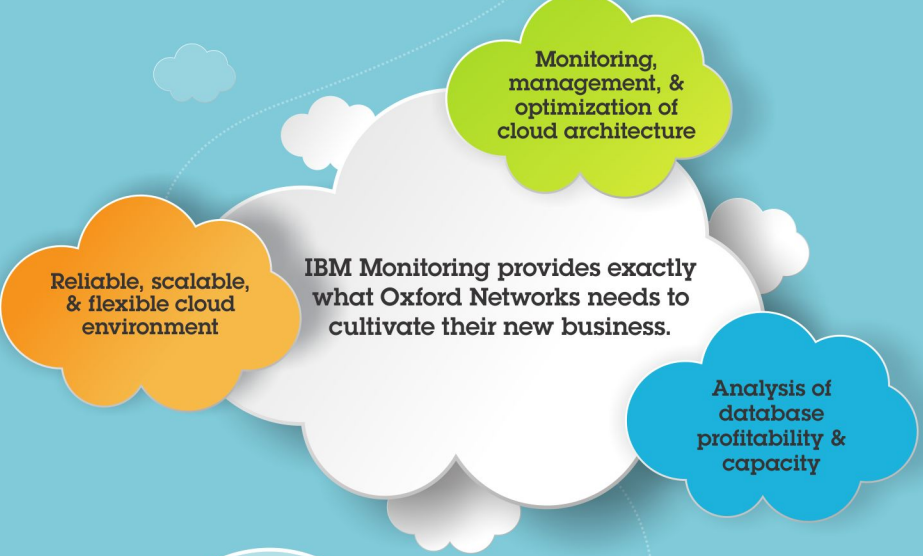 Monitoring,
management, &
optimization of
cloud architecture
Reliable, scalable,
& flexible cloud
environment
IBM Monitoring provides exactly
what Oxford Networks needs to
cultivate their new business.
Analysis of
database
profitability &
capacity